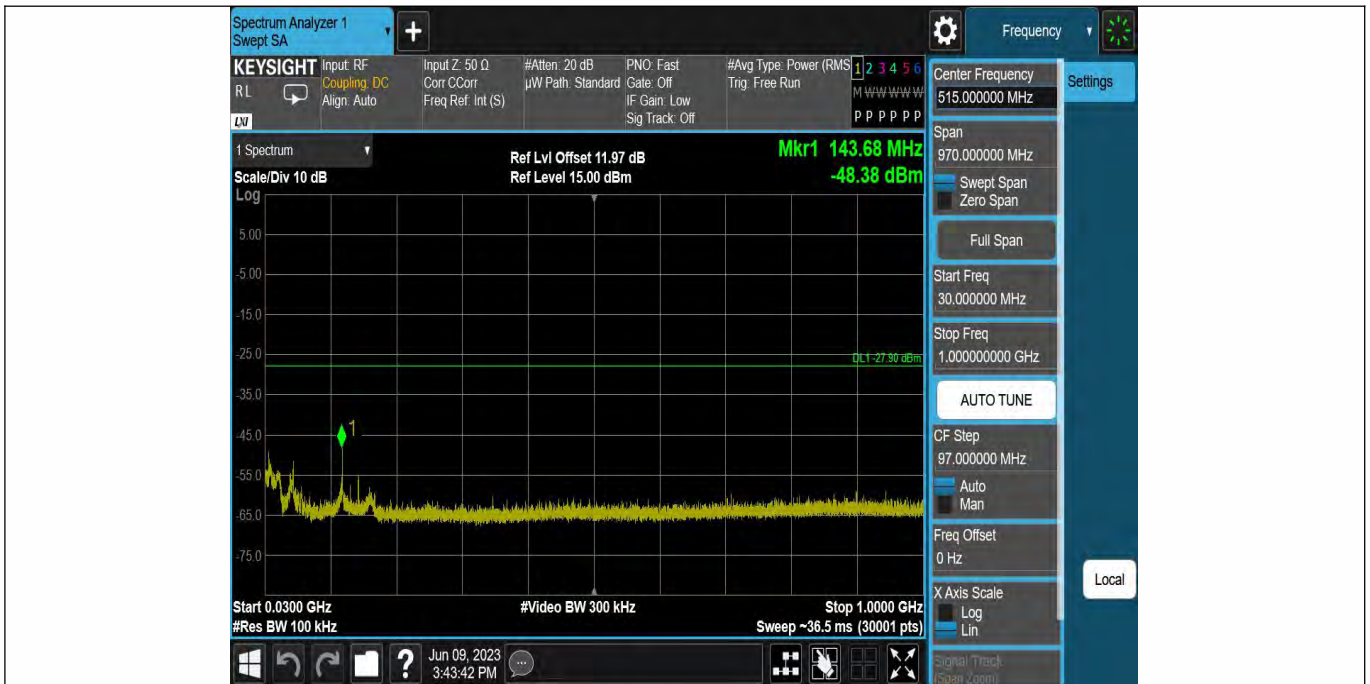 Spectrum Analyzer 1
Swept SA
+
Frequency
KEYSIGHT
R L
LXI
Input: RF
Coupling: DC
Align: Auto
Input Z: 50 Ω
Corr CCorr
Freq Ref: Int (S)
#Atten: 20 dB
µW Path: Standard
PNO: Fast
Gate: Off
IF Gain: Low
Sig Track: Off
#Avg Type: Power (RMS
Trig: Free Run
1 2 3 4 5 6
M W W W W W
P P P P P P
1 Spectrum
Scale/Div 10 dB
Log
Ref Lvl Offset 11.97 dB
Ref Level 15.00 dBm
Mkr1 143.68 MHz
-48.38 dBm
5.00
-5.00
-15.0
-25.0
DL1 -27.90 dBm
-35.0
-45.0
1
-55.0
-65.0
-75.0
Start 0.0300 GHz
#Res BW 100 kHz
#Video BW 300 kHz
Stop 1.0000 GHz
Sweep ~36.5 ms (30001 pts)
Center Frequency
515.000000 MHz
Settings
Span
970.000000 MHz
Swept Span
Zero Span
Full Span
Start Freq
30.000000 MHz
Stop Freq
1.000000000 GHz
AUTO TUNE
CF Step
97.000000 MHz
Auto
Man
Freq Offset
0 Hz
X Axis Scale
Log
Lin
Local
Signal Track
(Span Zoom)
?
Jun 09, 2023
3:43:42 PM